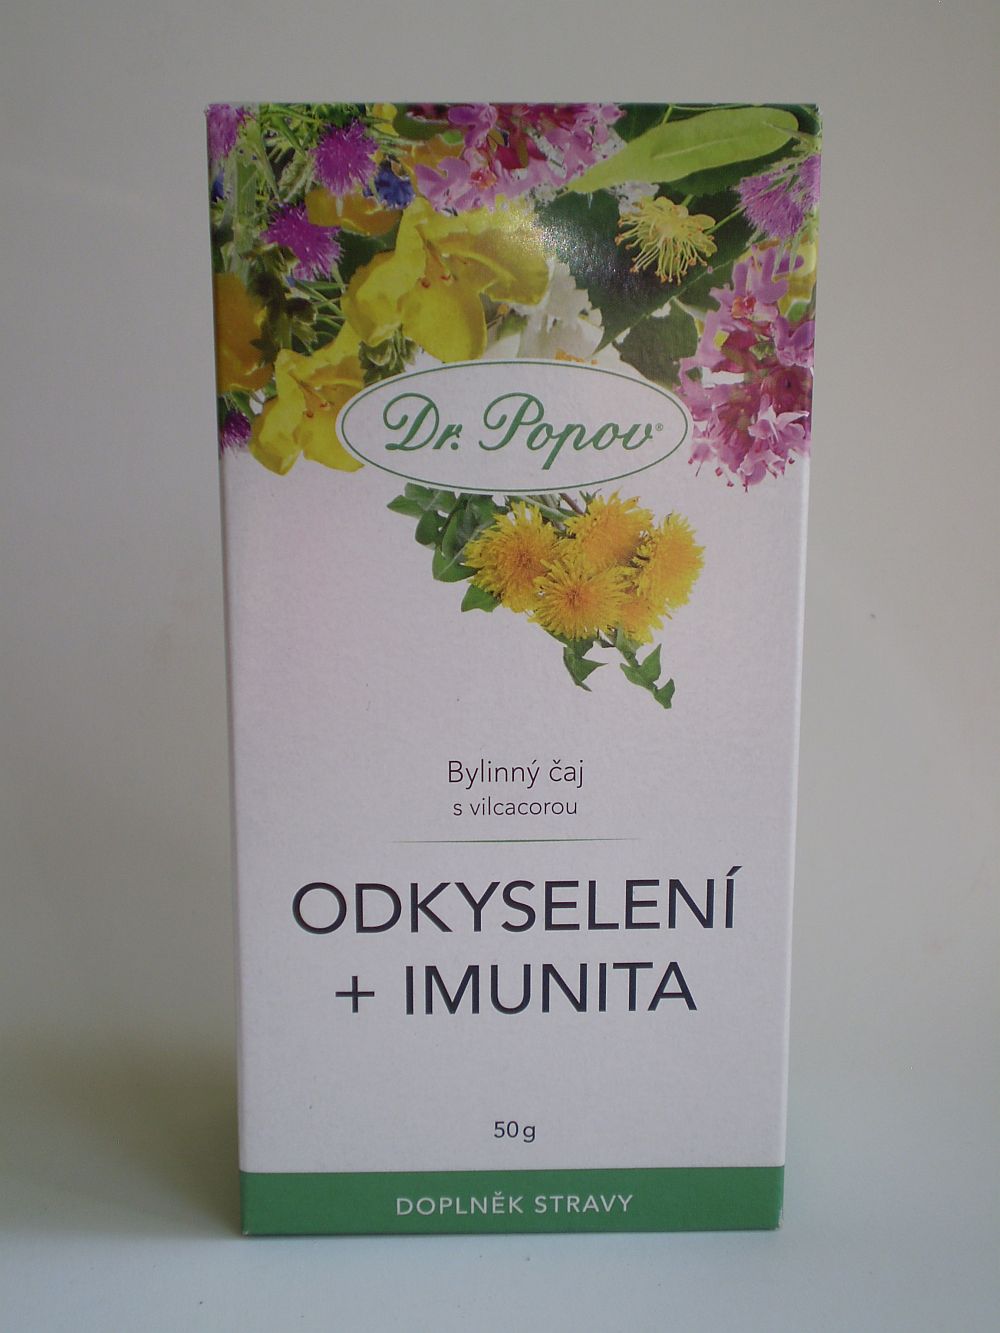 Dr. Popov®
Bylinný čaj
s vilcacorou
ODKYSELENÍ
+ IMUNITA
50 g
DOPLNĚK STRAVY